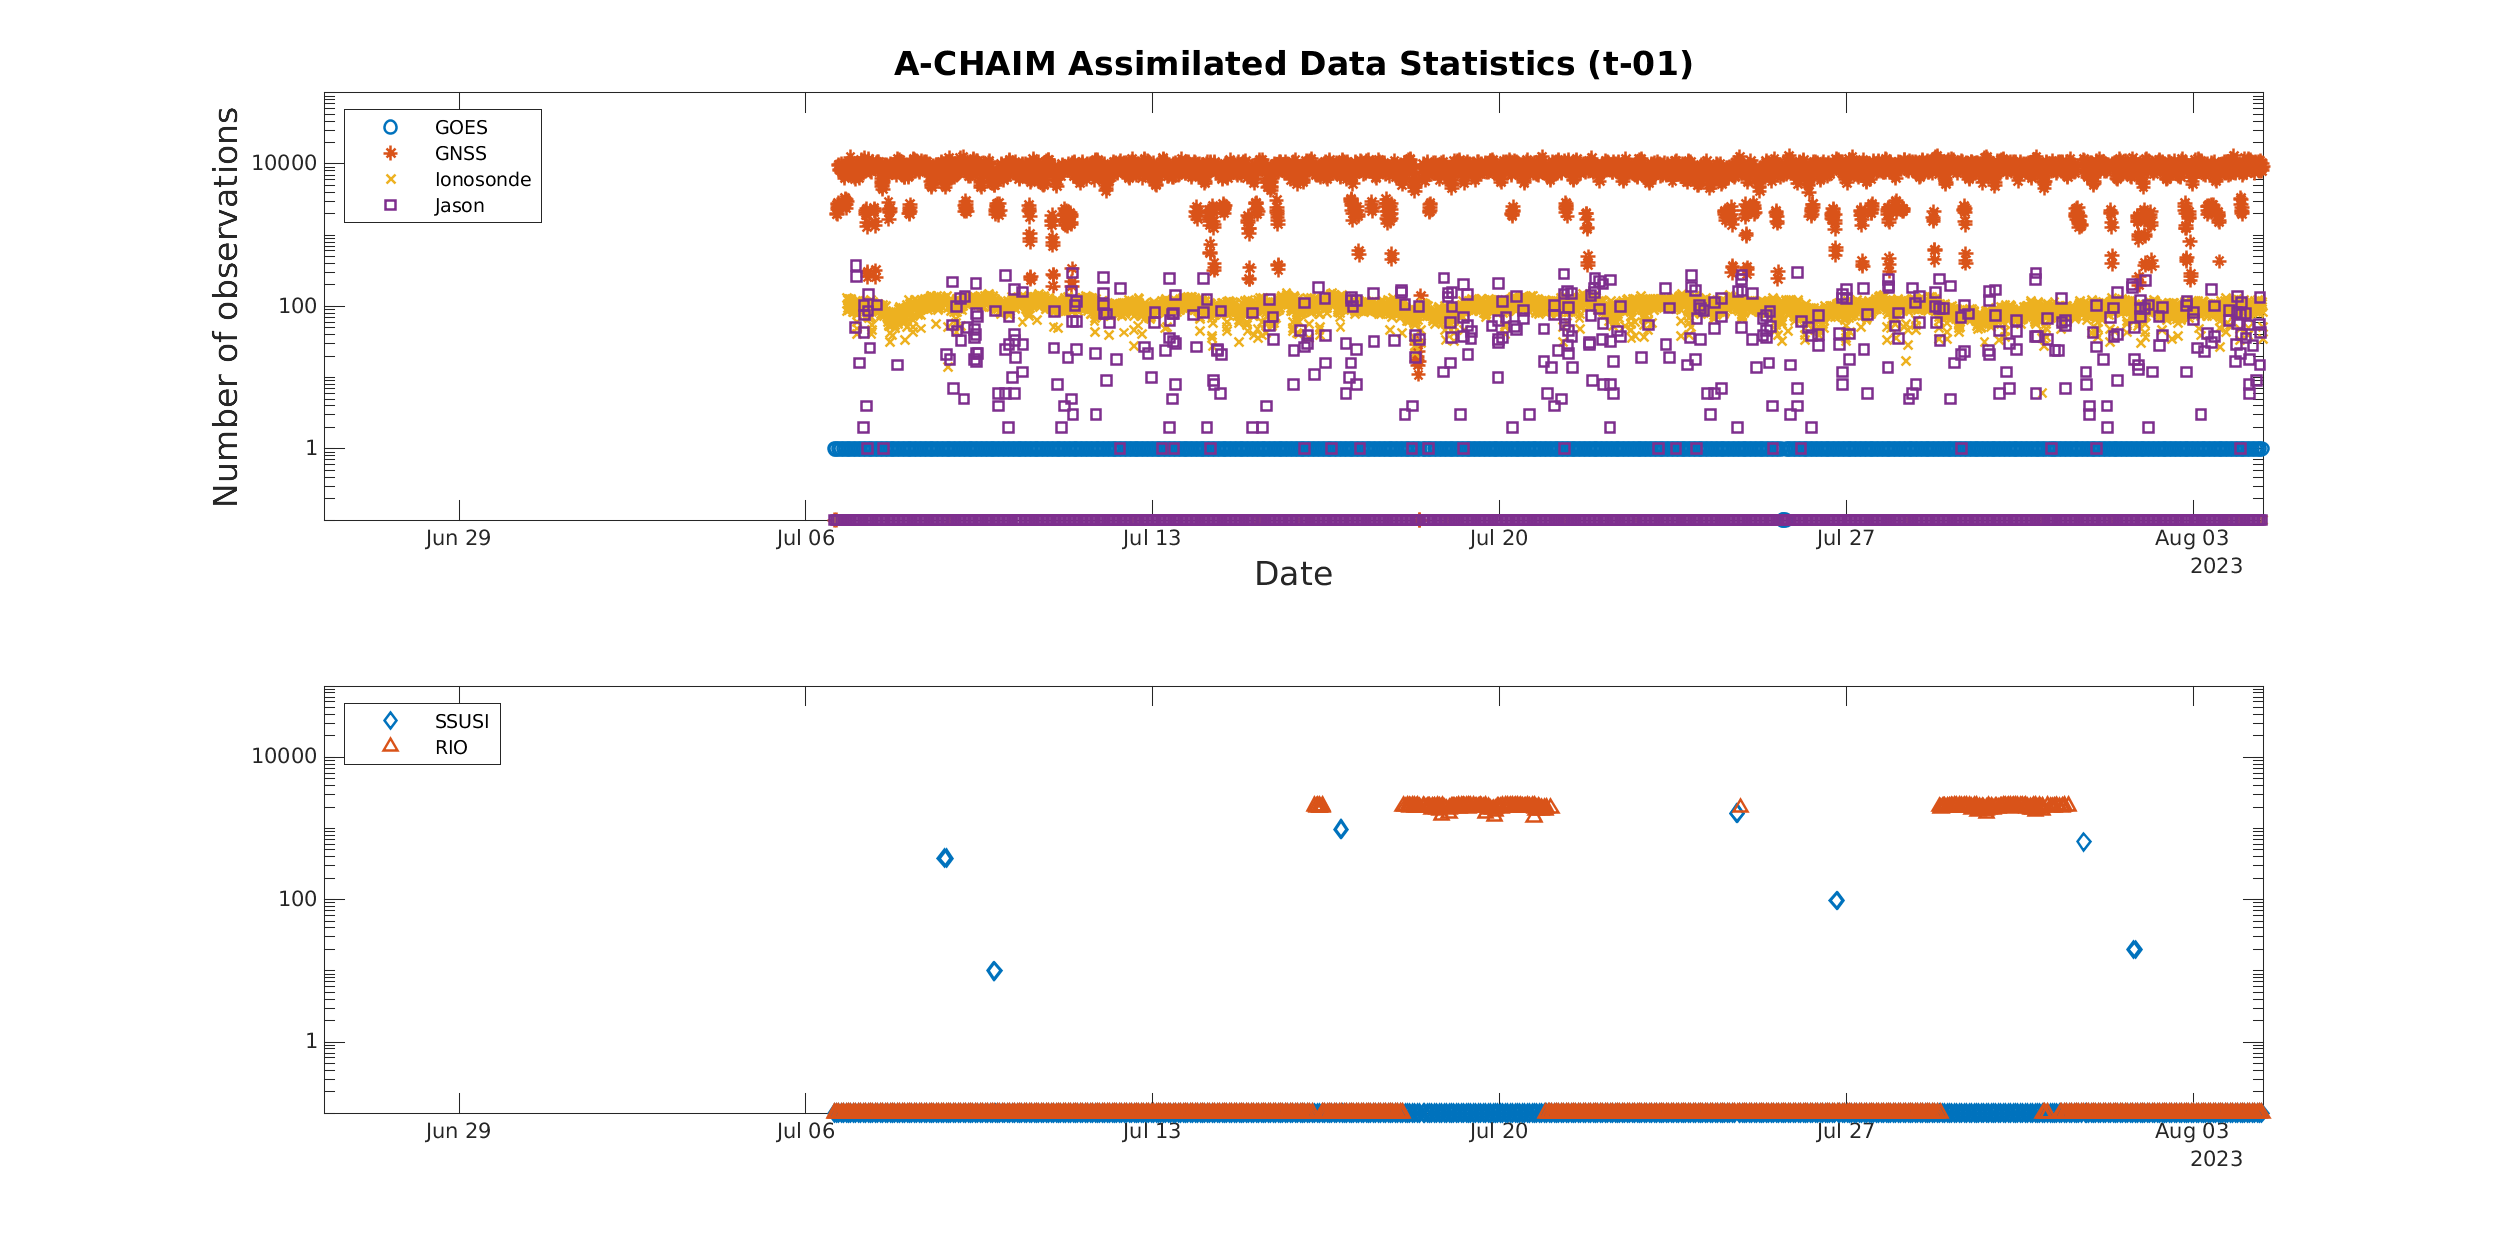 A-CHAIM Assimilated Data Statistics (t-01)
Number of observations
10000
100
1
GOES
GNSS
Ionosonde
Jason
Jun 29
Jul 06
Jul 13
Jul 20
Jul 27
Aug 03
2023
Date
10000
100
1
SSUSI
RIO
Jun 29
Jul 06
Jul 13
Jul 20
Jul 27
Aug 03
2023